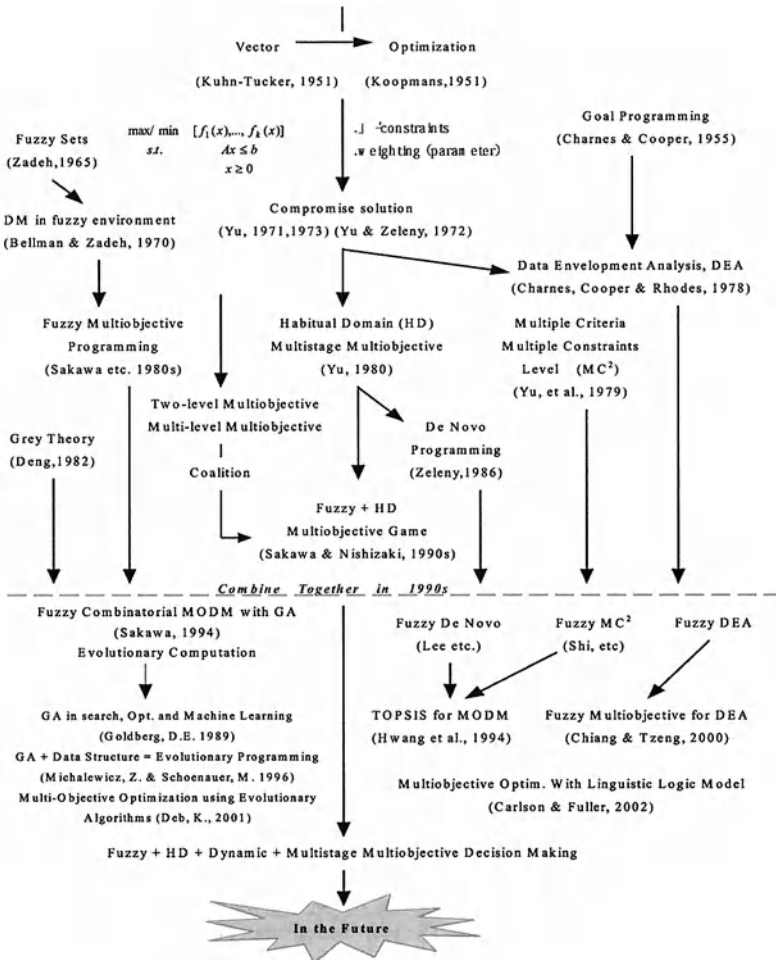 Vector Optimization
(Kuhn-Tucker, 1951) (Koopmans,1951)
Goal Programming
(Charnes & Cooper, 1955)
Fuzzy Sets
(Zadeh,1965)
max/ min [f₁(x),..., fₖ(x)]
s.t. Ax ≤ b
x ≥ 0
-constraints
.weighting (parameter)
DM in fuzzy environment
(Bellman & Zadeh, 1970)
Compromise solution
(Yu, 1971,1973) (Yu & Zeleny, 1972)
Data Envelopment Analysis, DEA
(Charnes, Cooper & Rhodes, 1978)
Fuzzy Multiobjective
Programming
(Sakawa etc. 1980s)
Habitual Domain (HD)
Multistage Multiobjective
(Yu, 1980)
Multiple Criteria
Multiple Constraints
Level (MC²)
(Yu, et al., 1979)
Two-level Multiobjective
Multi-level Multiobjective
Coalition
De Novo
Programming
(Zeleny,1986)
Grey Theory
(Deng,1982)
Fuzzy + HD
Multiobjective Game
(Sakawa & Nishizaki, 1990s)
Combine Together in 1990s
Fuzzy Combinatorial MODM with GA
(Sakawa, 1994)
Evolutionary Computation
Fuzzy De Novo
(Lee etc.)
Fuzzy MC²
(Shi, etc)
Fuzzy DEA
GA in search, Opt. and Machine Learning
(Goldberg, D.E. 1989)
GA + Data Structure = Evolutionary Programming
(Michalewicz, Z. & Schoenauer, M. 1996)
Multi-Objective Optimization using Evolutionary
Algorithms (Deb, K., 2001)
TOPSIS for MODM
(Hwang et al., 1994)
Fuzzy Multiobjective for DEA
(Chiang & Tzeng, 2000)
Multiobjective Optim. With Linguistic Logic Model
(Carlson & Fuller, 2002)
Fuzzy + HD + Dynamic + Multistage Multiobjective Decision Making
In the Future